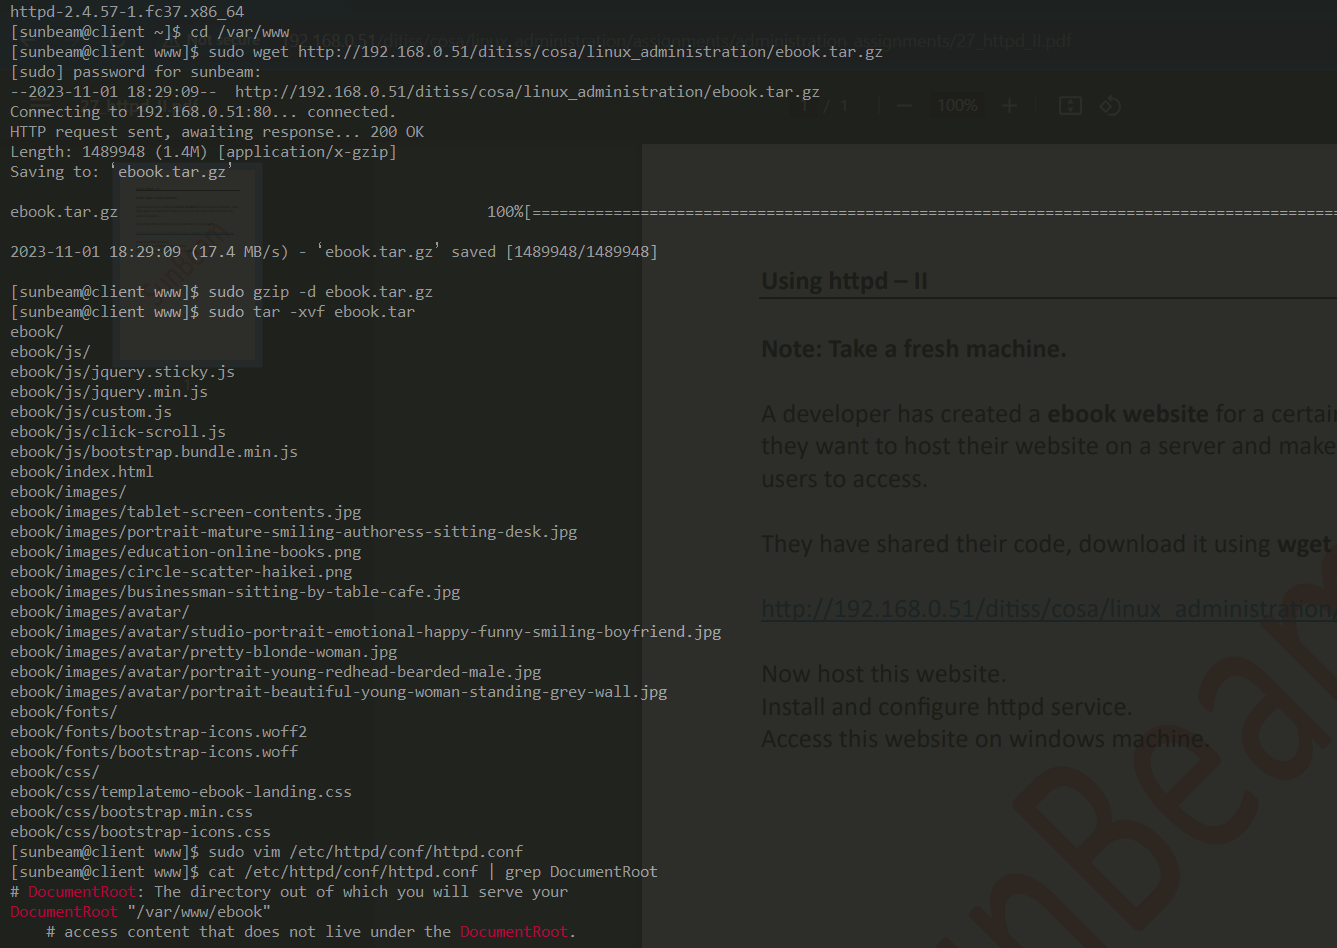 httpd-2.4.57-1.fc37.x86_64
[sunbeam@client ~]$ cd /var/www
[sunbeam@client www]$ sudo wget http://192.168.0.51/ditiss/cosa/linux_administration/ebook.tar.gz
[sudo] password for sunbeam:
--2023-11-01 18:29:09--  http://192.168.0.51/ditiss/cosa/linux_administration/ebook.tar.gz
Connecting to 192.168.0.51:80... connected.
HTTP request sent, awaiting response... 200 OK
Length: 1489948 (1.4M) [application/x-gzip]
Saving to: ‘ebook.tar.gz’
ebook.tar.gz 100%[==========================================================================================
2023-11-01 18:29:09 (17.4 MB/s) - ‘ebook.tar.gz’ saved [1489948/1489948]
[sunbeam@client www]$ sudo gzip -d ebook.tar.gz
[sunbeam@client www]$ sudo tar -xvf ebook.tar
ebook/
ebook/js/
ebook/js/jquery.sticky.js
ebook/js/jquery.min.js
ebook/js/custom.js
ebook/js/click-scroll.js
ebook/js/bootstrap.bundle.min.js
ebook/index.html
ebook/images/
ebook/images/tablet-screen-contents.jpg
ebook/images/portrait-mature-smiling-authoress-sitting-desk.jpg
ebook/images/education-online-books.png
ebook/images/circle-scatter-haikei.png
ebook/images/businessman-sitting-by-table-cafe.jpg
ebook/images/avatar/
ebook/images/avatar/studio-portrait-emotional-happy-funny-smiling-boyfriend.jpg
ebook/images/avatar/pretty-blonde-woman.jpg
ebook/images/avatar/portrait-young-redhead-bearded-male.jpg
ebook/images/avatar/portrait-beautiful-young-woman-standing-grey-wall.jpg
ebook/fonts/
ebook/fonts/bootstrap-icons.woff2
ebook/fonts/bootstrap-icons.woff
ebook/css/
ebook/css/templatemo-ebook-landing.css
ebook/css/bootstrap.min.css
ebook/css/bootstrap-icons.css
[sunbeam@client www]$ sudo vim /etc/httpd/conf/httpd.conf
[sunbeam@client www]$ cat /etc/httpd/conf/httpd.conf | grep DocumentRoot
# DocumentRoot: The directory out of which you will serve your
DocumentRoot "/var/www/ebook"
    # access content that does not live under the DocumentRoot.
192.168.0.51/ditiss/cosa/linux_administration/assignments/administration_assignments/27_httpd_II.pdf
1 / 1 100%
Using httpd – II
Note: Take a fresh machine.
A developer has created a ebook website for a certain
they want to host their website on a server and make
users to access.
They have shared their code, download it using wget
http://192.168.0.51/ditiss/cosa/linux_administration/
Now host this website.
Install and configure httpd service.
Access this website on windows machine.